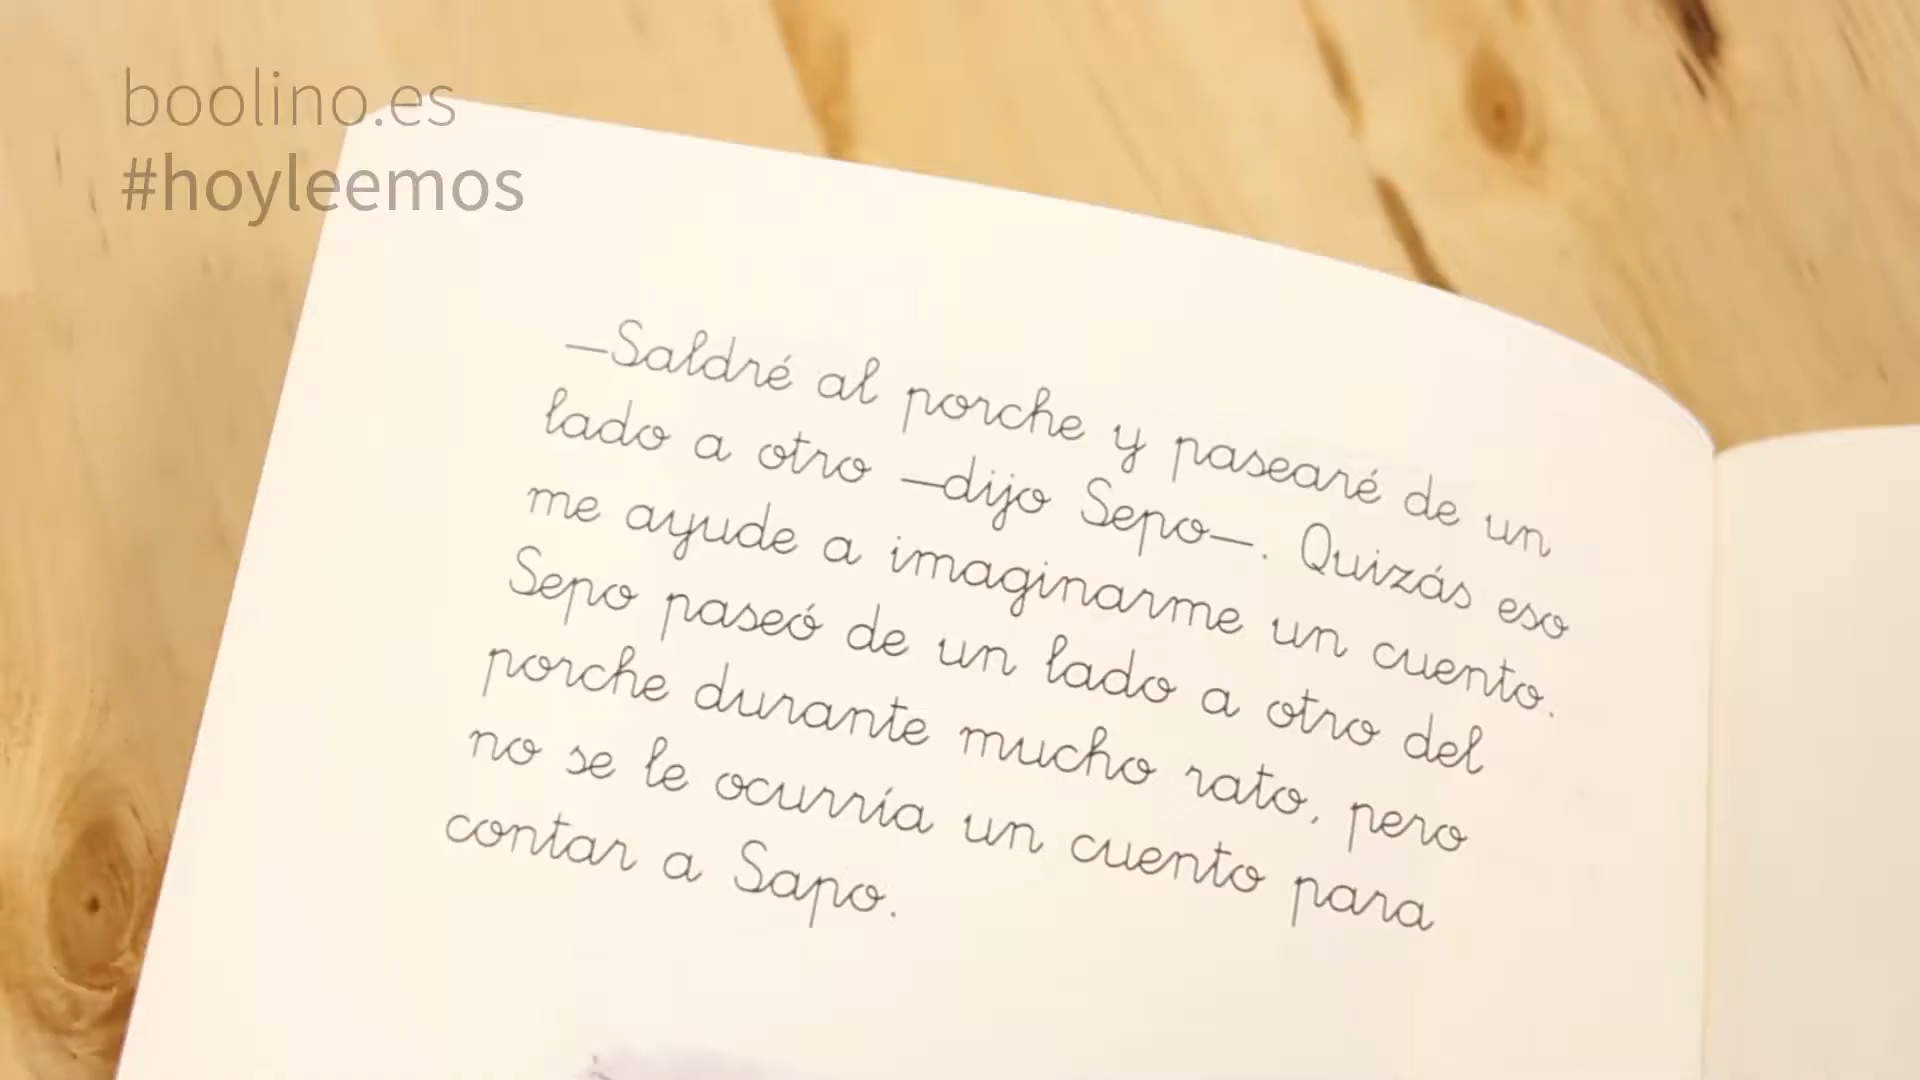 boolino.es
#hoyleemos
—Saldré al porche y pasearé de un
lado a otro —dijo Sepo—. Quizás eso
me ayude a imaginarme un cuento.
Sepo paseó de un lado a otro del
porche durante mucho rato, pero
no se le ocurría un cuento para
contar a Sapo.